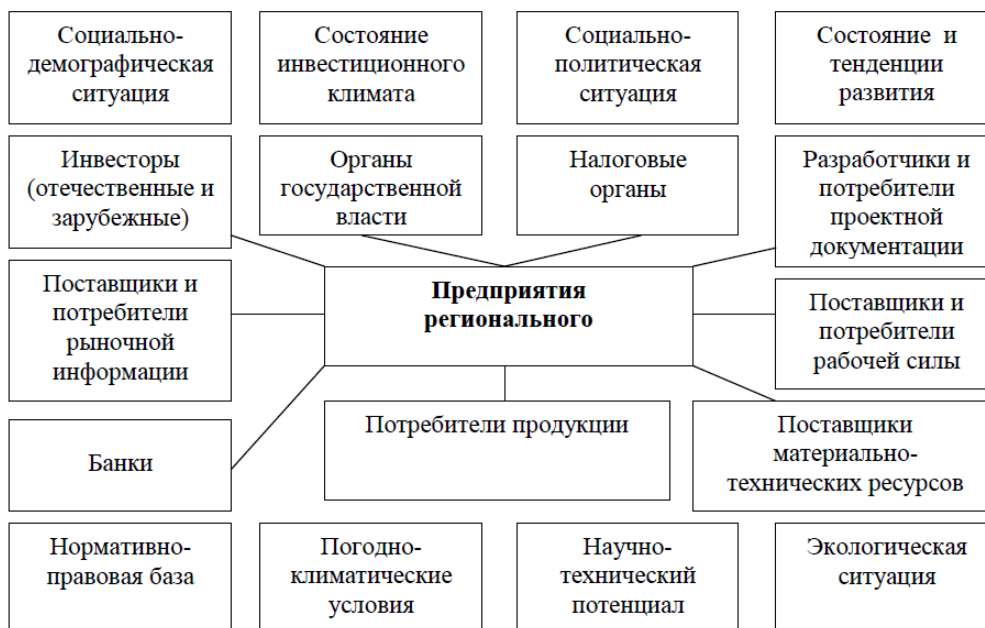 Социально-
демографическая
ситуация
Состояние
инвестиционного
климата
Социально-
политическая
ситуация
Состояние и
тенденции
развития
Инвесторы
(отечественные и
зарубежные)
Органы
государственной
власти
Налоговые
органы
Разработчики и
потребители
проектной
документации
Поставщики и
потребители
рыночной
информации
Предприятия
регионального
Поставщики и
потребители
рабочей силы
Банки
Потребители продукции
Поставщики
материально-
технических ресурсов
Нормативно-
правовая база
Погодно-
климатические
условия
Научно-
технический
потенциал
Экологическая
ситуация